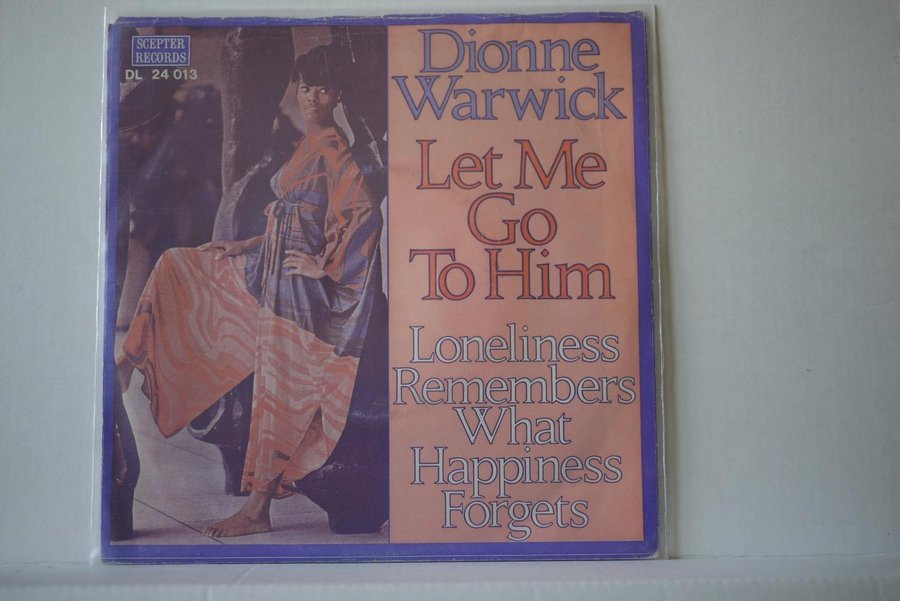 SCEPTER
RECORDS
DL 24 013
Dionne
Warwick
Let Me
Go
To Him
Loneliness
Remembers
What
Happiness
Forgets